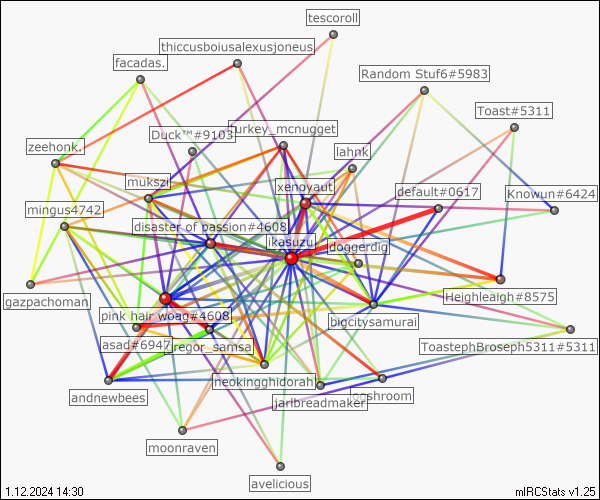 tescoroll
thiccusboiusalexusjoneus
facadas.
Random Stuf6#5983
Toast#5311
Duck™#9103
turkey_mcnugget
zeehonk.
lahnk
mukszi
xenoyaut
default#0617
Knowun#6424
mingus4742
disaster of passion#4608
ikasuzu
doggerdig
gazpachoman
Heighleigh#8575
pink hair woag#4608
bigcitysamurai
asad#6947
gregor_samsa
ToastephBroseph5311#5311
neokingghidorah
andnewbees
jarlbreadmaker
moonraven
avelicious
1.12.2024 14:30
mIRCStats v1.25